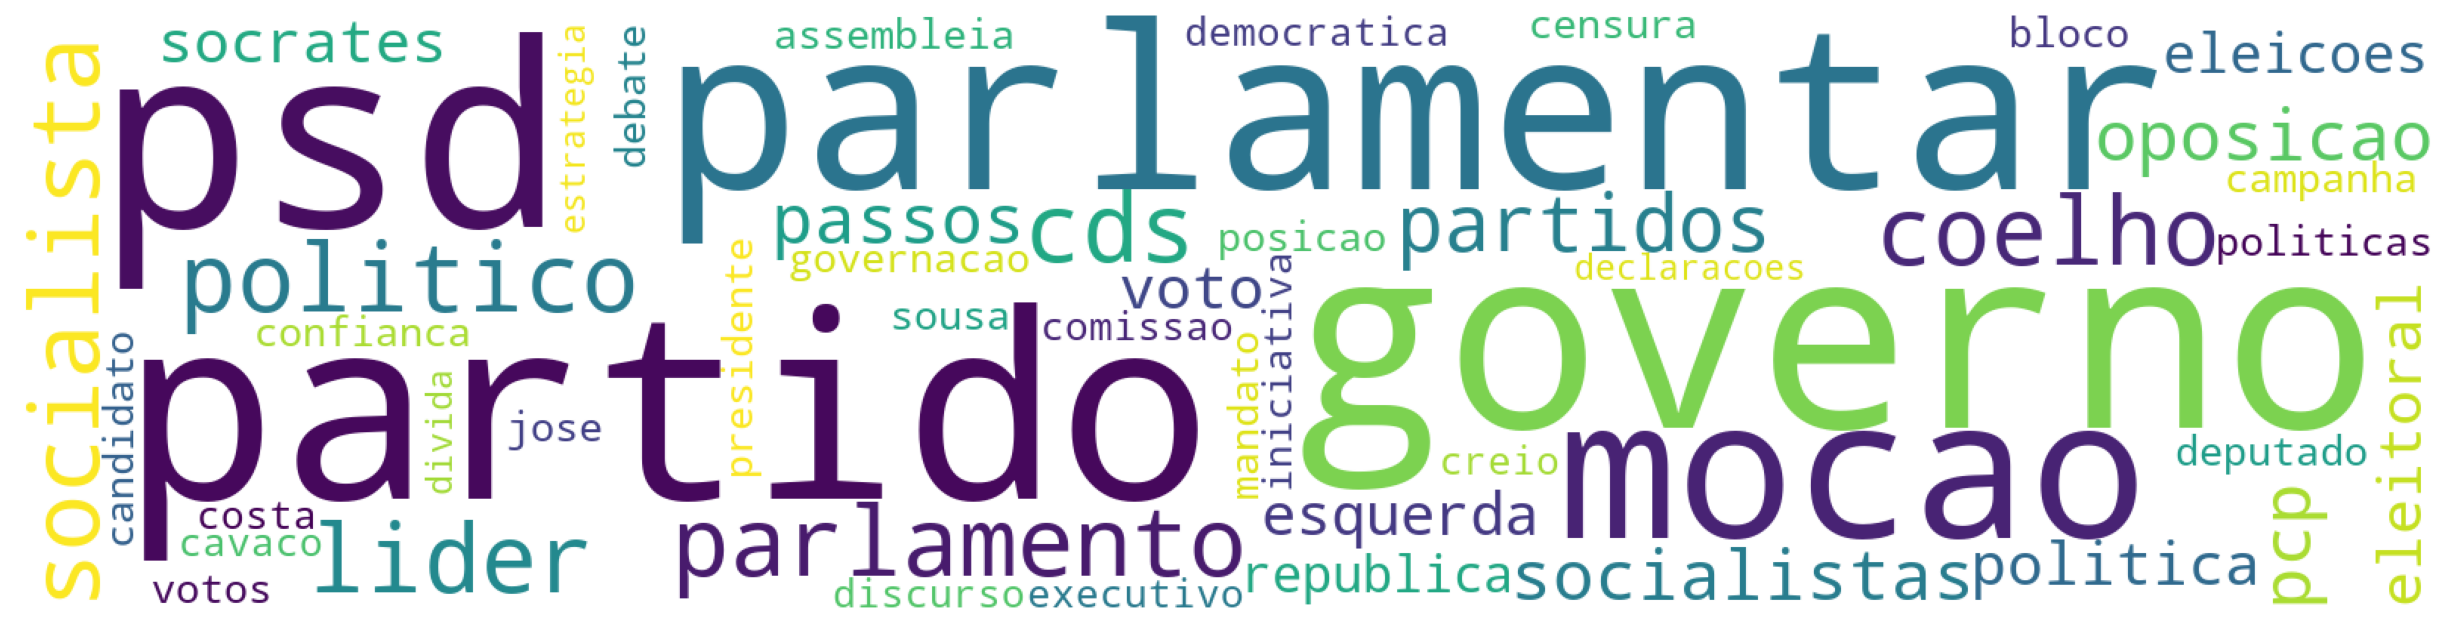 socialista
socrates
psd
estrategia
debate
assembleia
parlamentar
democratica
censura
bloco
eleicoes
oposicao
campanha
politico
passos
cds
posicao
partidos
coelho
politicas
governacao
declaracoes
presidente
voto
iniciativa
confianca
sousa
comissao
governo
candidato
partido
divida
jose
mandato
creio
mocao
deputado
eleitoral
costa
cavaco
lider
votos
parlamento
esquerda
pcp
discurso
executivo
republica
socialistas
politica